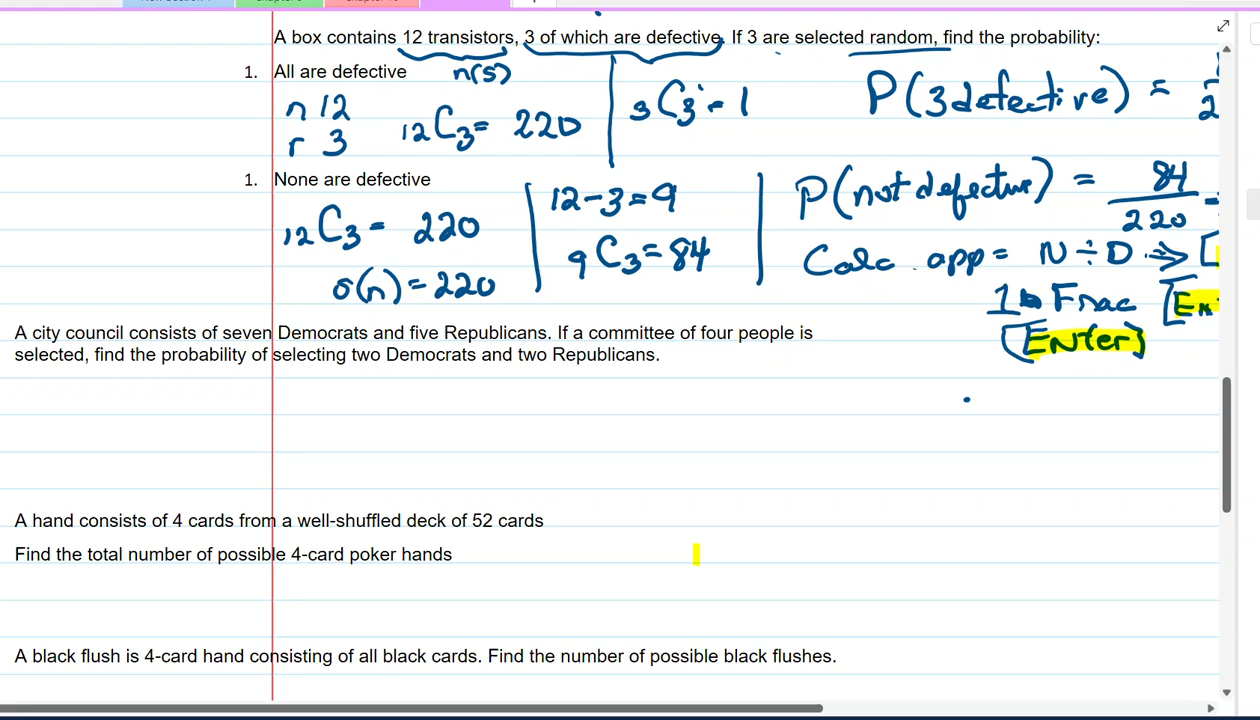 A box contains 12 transistors, 3 of which are defective. If 3 are selected random, find the probability:
1. All are defective
n(s)
n 12
r 3
12C3 = 220
3C3 = 1
P(3 defective) =
1. None are defective
12C3 = 220
s(n) = 220
12-3=9
9C3=84
P(not defective) = 84/220 =
Calc. app = N ÷ D ⇒ [
1 Frac [En
[Enter]
A city council consists of seven Democrats and five Republicans. If a committee of four people is
selected, find the probability of selecting two Democrats and two Republicans.
A hand consists of 4 cards from a well-shuffled deck of 52 cards
Find the total number of possible 4-card poker hands
A black flush is 4-card hand consisting of all black cards. Find the number of possible black flushes.